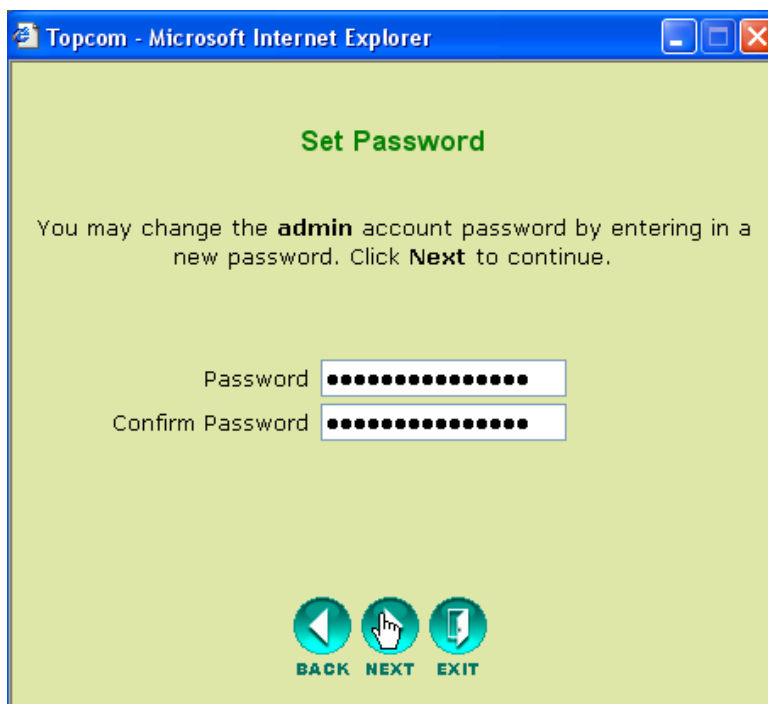 Topcom - Microsoft Internet Explorer
Set Password
You may change the admin account password by entering in a
new password. Click Next to continue.
Password ●●●●●●●●●●●●●●●
Confirm Password ●●●●●●●●●●●●●●●
BACK NEXT EXIT